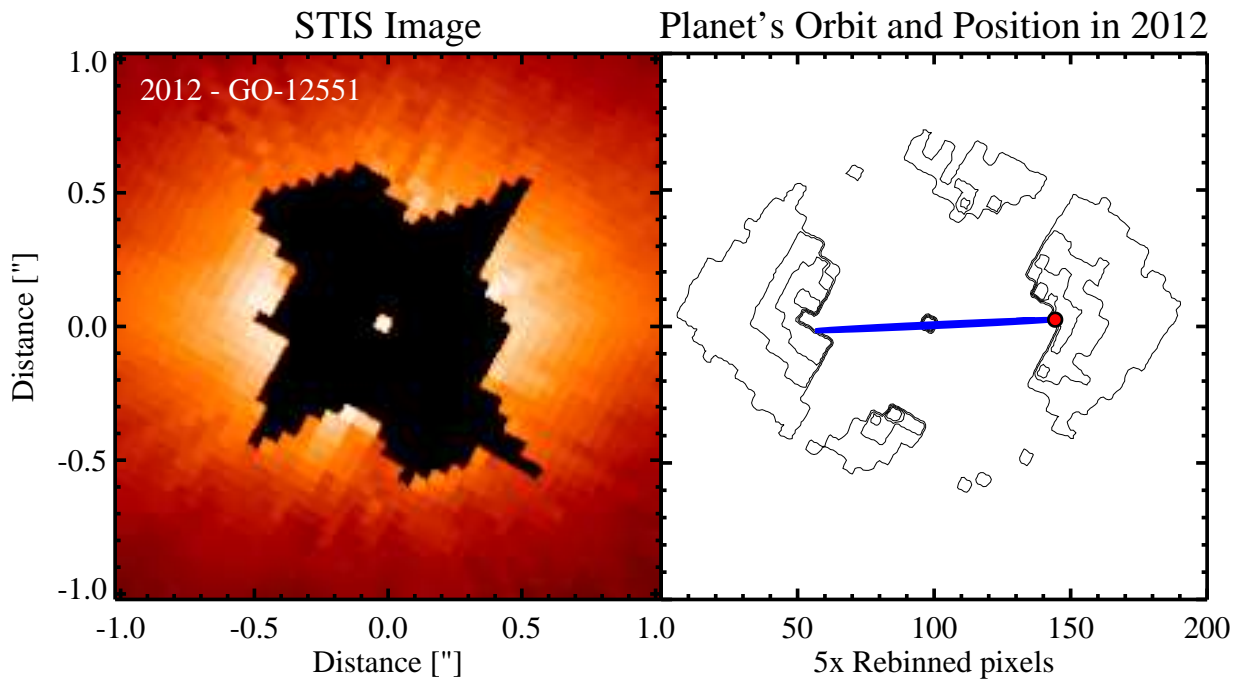 STIS Image
Planet's Orbit and Position in 2012
2012 - GO-12551
1.0
0.5
0.0
-0.5
-1.0
Distance ["]
-1.0
-0.5
0.0
0.5
1.0
50
100
150
200
Distance ["]
5x Rebinned pixels